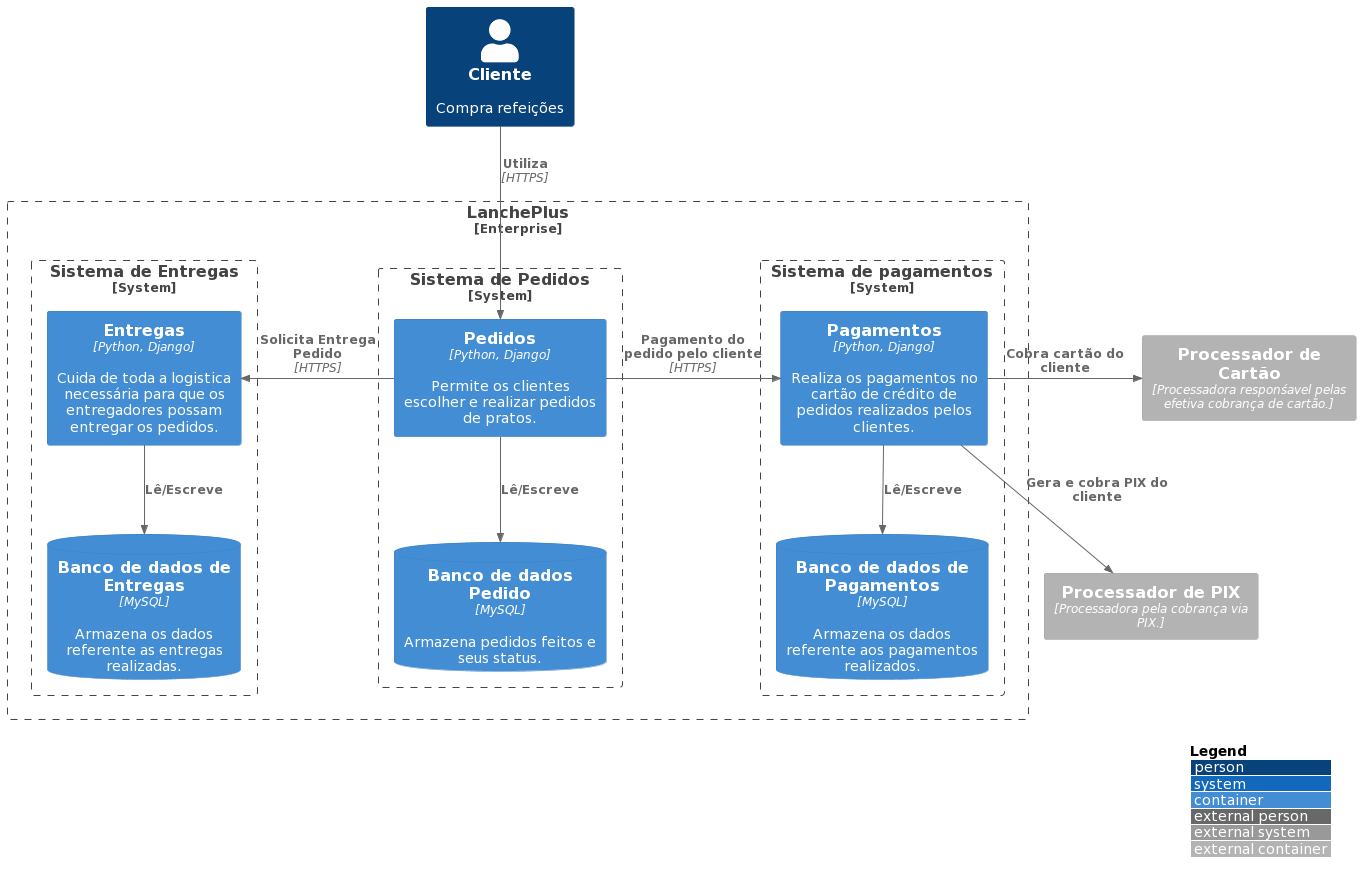 Cliente
Compra refeições
Utiliza
[HTTPS]
LanchePlus
[Enterprise]
Sistema de Entregas
[System]
Entregas
[Python, Django]
Cuida de toda a logistica
necessária para que os
entregadores possam
entregar os pedidos.
Solicita Entrega
Pedido
[HTTPS]
Sistema de Pedidos
[System]
Pedidos
[Python, Django]
Permite os clientes
escolher e realizar pedidos
de pratos.
Pagamento do
pedido pelo cliente
[HTTPS]
Sistema de pagamentos
[System]
Pagamentos
[Python, Django]
Realiza os pagamentos no
cartão de crédito de
pedidos realizados pelos
clientes.
Cobra cartão do
cliente
Processador de
Cartão
[Processadora responśavel pelas
efetiva cobrança de cartão.]
Lê/Escreve
Lê/Escreve
Lê/Escreve
Gera e cobra PIX do
cliente
Banco de dados de
Entregas
[MySQL]
Armazena os dados
referente as entregas
realizadas.
Banco de dados
Pedido
[MySQL]
Armazena pedidos feitos e
seus status.
Banco de dados de
Pagamentos
[MySQL]
Armazena os dados
referente aos pagamentos
realizados.
Processador de PIX
[Processadora pela cobrança via
PIX.]
Legend
person
system
container
external person
external system
external container